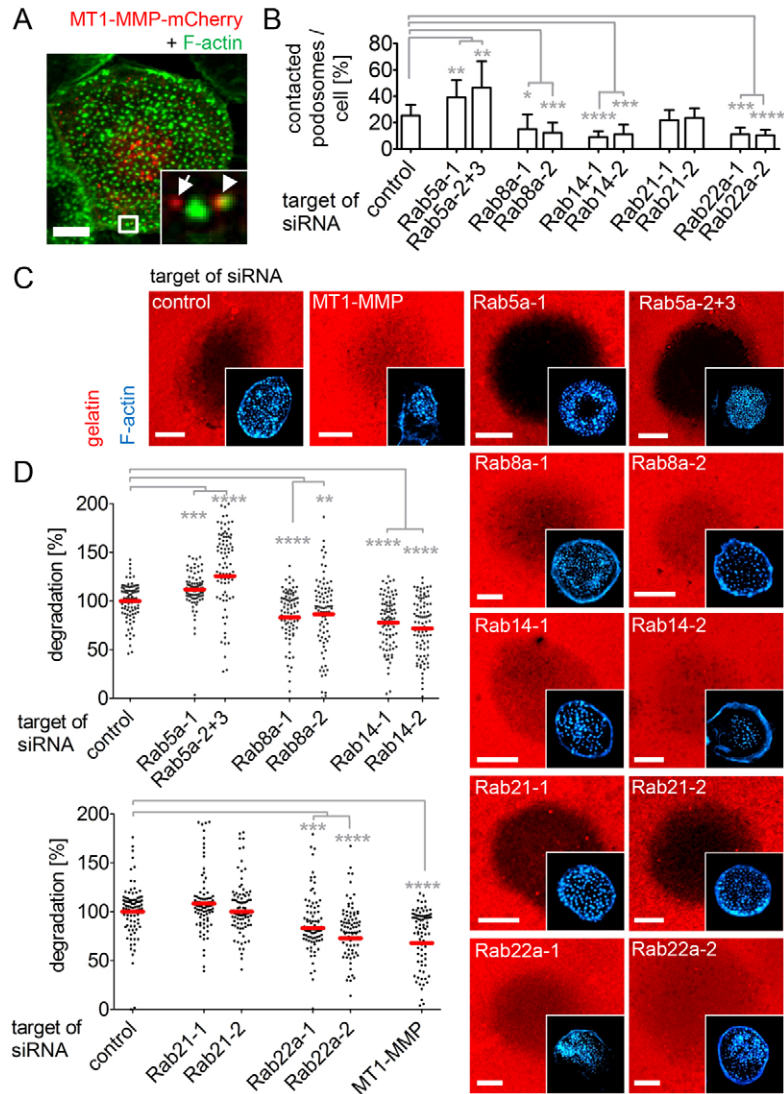 A
MT1-MMP-mCherry
+ F-actin
B
contacted
podosomes /
cell [%]
80
60
40
20
0
** **
* ***
**** ***
*** ****
target of
siRNA
control
Rab5a-1
Rab5a-2+3
Rab8a-1
Rab8a-2
Rab14-1
Rab14-2
Rab21-1
Rab21-2
Rab22a-1
Rab22a-2
C
target of siRNA
control
MT1-MMP
Rab5a-1
Rab5a-2+3
gelatin
F-actin
Rab8a-1
Rab8a-2
Rab14-1
Rab14-2
Rab21-1
Rab21-2
Rab22a-1
Rab22a-2
D
degradation [%]
200
150
100
50
0
*** ****
**** **
**** ****
target of
siRNA
control
Rab5a-1
Rab5a-2+3
Rab8a-1
Rab8a-2
Rab14-1
Rab14-2
degradation [%]
200
150
100
50
0
*** ****
****
target of
siRNA
control
Rab21-1
Rab21-2
Rab22a-1
Rab22a-2
MT1-MMP